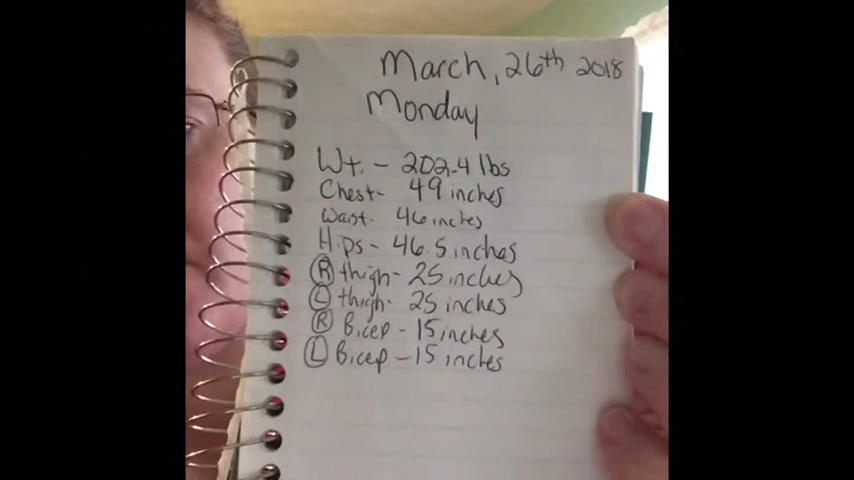 March, 26th 2018
Monday
Wt. - 202.4 lbs
Chest- 49 inches
Waist- 46 inches
Hips - 46.5 inches
R thigh - 25 inches
L thigh - 25 inches
R Bicep - 15 inches
L Bicep - 15 inches